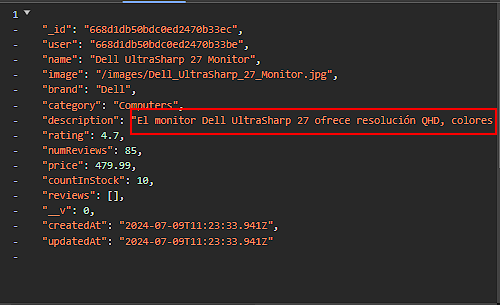 1
"_id": "668d1db50bdc0ed2470b33ec",
"user": "668d1db50bdc0ed2470b33be",
"name": "Dell UltraSharp 27 Monitor",
"image": "/images/Dell_UltraSharp_27_Monitor.jpg",
"brand": "Dell",
"category": "Computers",
"description": "El monitor Dell UltraSharp 27 ofrece resolución QHD, colores
"rating": 4.7,
"numReviews": 85,
"price": 479.99,
"countInStock": 10,
"reviews": [],
"__v": 0,
"createdAt": "2024-07-09T11:23:33.941Z",
"updatedAt": "2024-07-09T11:23:33.941Z"